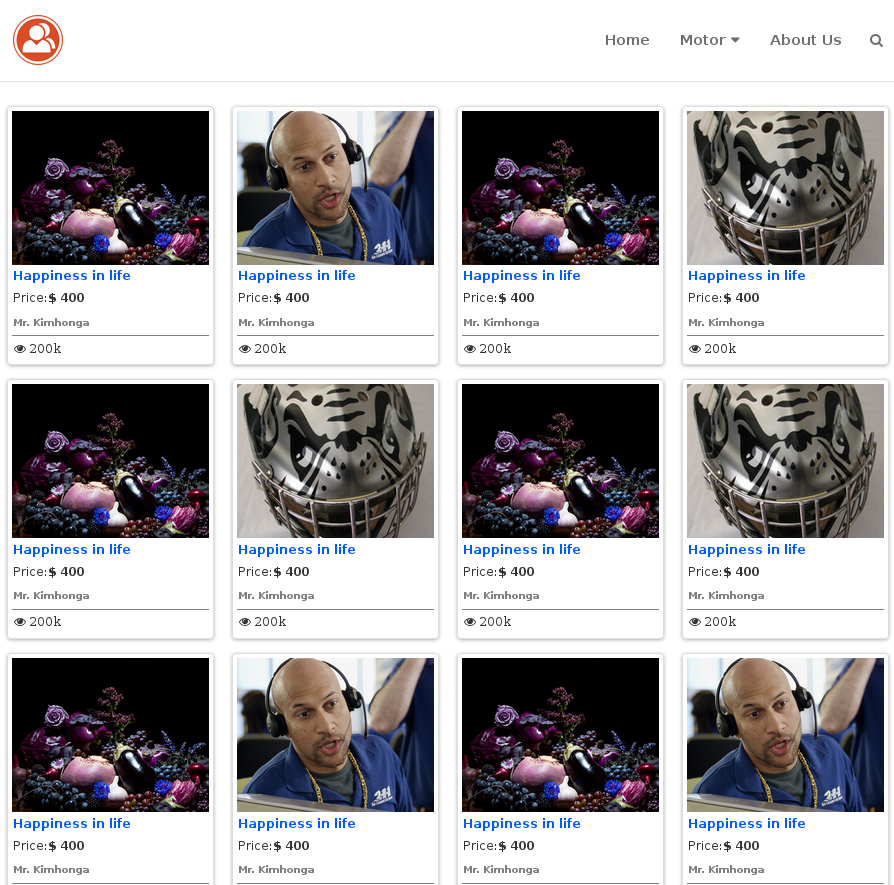 Home Motor About Us
Happiness in life Happiness in life Happiness in life Happiness in life
Price:$ 400 Price:$ 400 Price:$ 400 Price:$ 400
Mr. Kimhonga Mr. Kimhonga Mr. Kimhonga Mr. Kimhonga
200k 200k 200k 200k
Happiness in life Happiness in life Happiness in life Happiness in life
Price:$ 400 Price:$ 400 Price:$ 400 Price:$ 400
Mr. Kimhonga Mr. Kimhonga Mr. Kimhonga Mr. Kimhonga
200k 200k 200k 200k
Happiness in life Happiness in life Happiness in life Happiness in life
Price:$ 400 Price:$ 400 Price:$ 400 Price:$ 400
Mr. Kimhonga Mr. Kimhonga Mr. Kimhonga Mr. Kimhonga